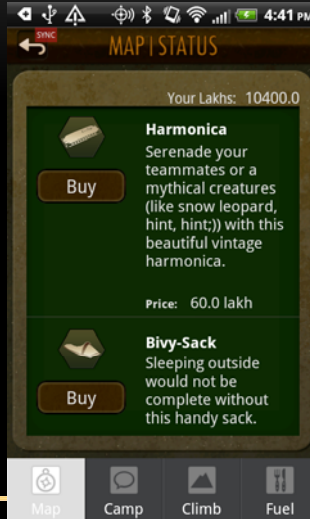 4:41 PM
SYNC
MAP | STATUS
Your Lakhs: 10400.0
Harmonica
Serenade your
teammates or a
mythical creatures
(like snow leopard,
hint, hint;)) with this
beautiful vintage
harmonica.
Buy
Price: 60.0 lakh
Bivy-Sack
Sleeping outside
would not be
complete without
this handy sack.
Buy
Map Camp Climb Fuel